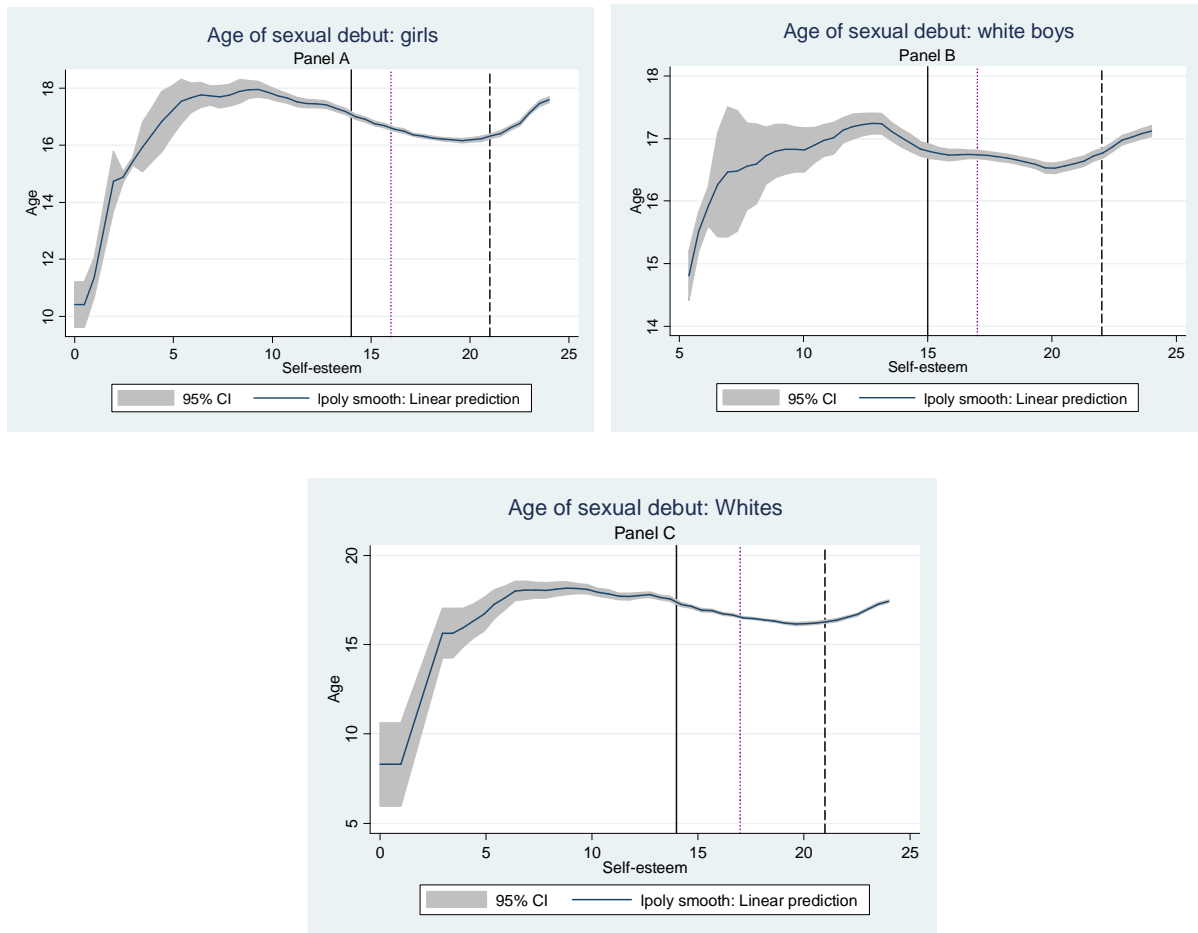 Age of sexual debut: girls
Panel A
18
16
14
12
10
Age
0 5 10 15 20 25
Self-esteem
95% CI lpoly smooth: Linear prediction
Age of sexual debut: white boys
Panel B
18
17
16
15
14
Age
5 10 15 20 25
Self-esteem
95% CI lpoly smooth: Linear prediction
Age of sexual debut: Whites
Panel C
20
15
10
5
Age
0 5 10 15 20 25
Self-esteem
95% CI lpoly smooth: Linear prediction